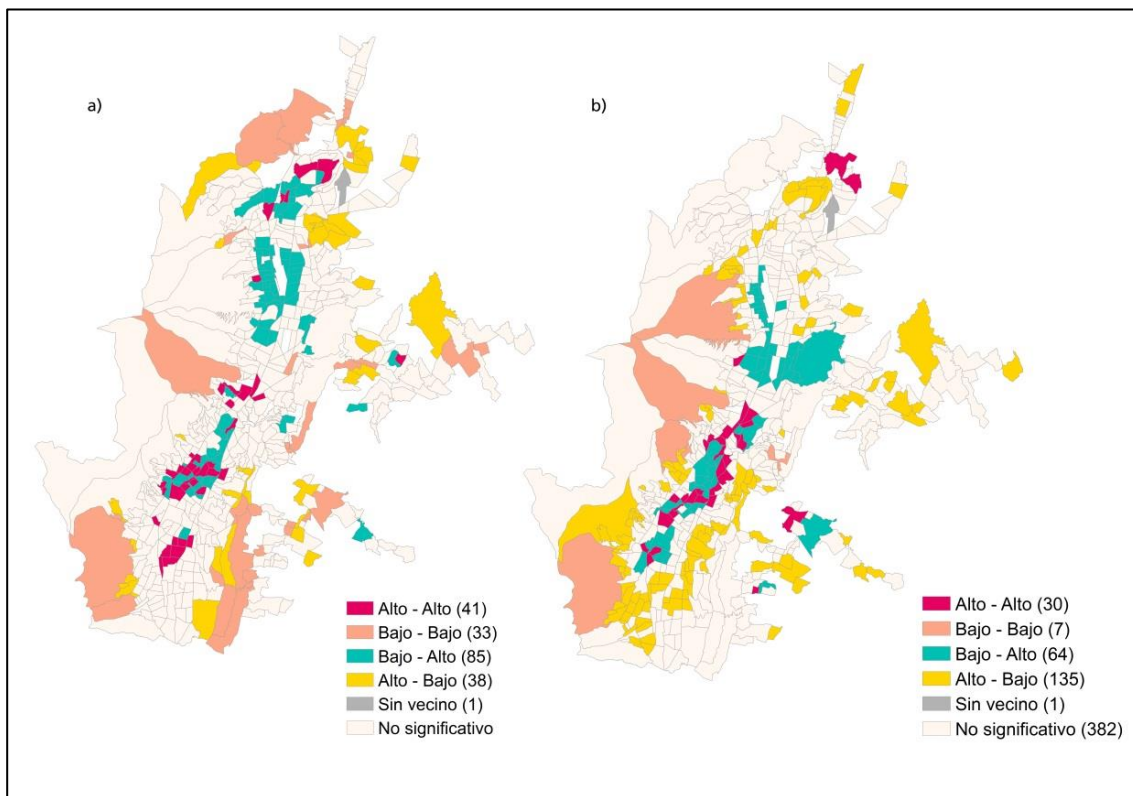 a)
Alto - Alto (41)
Bajo - Bajo (33)
Bajo - Alto (85)
Alto - Bajo (38)
Sin vecino (1)
No significativo
b)
Alto - Alto (30)
Bajo - Bajo (7)
Bajo - Alto (64)
Alto - Bajo (135)
Sin vecino (1)
No significativo (382)